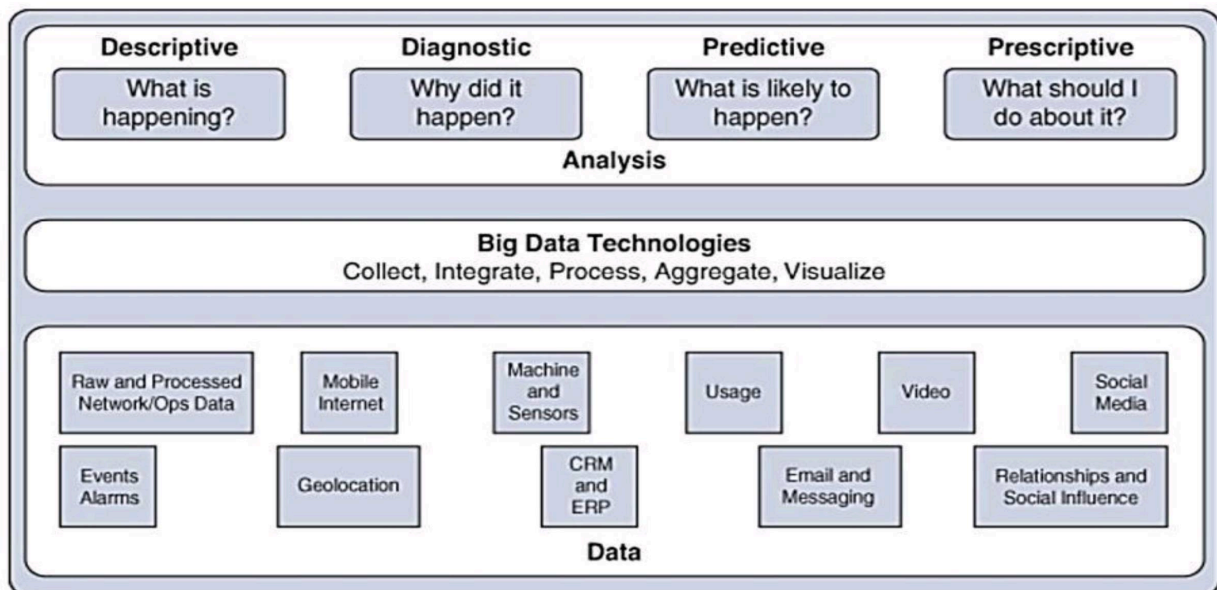 Descriptive
Diagnostic
Predictive
Prescriptive
What is
happening?
Why did it
happen?
What is likely to
happen?
What should I
do about it?
Analysis
Big Data Technologies
Collect, Integrate, Process, Aggregate, Visualize
Raw and Processed
Network/Ops Data
Mobile
Internet
Machine
and
Sensors
Usage
Video
Social
Media
Events
Alarms
Geolocation
CRM
and
ERP
Email and
Messaging
Relationships and
Social Influence
Data